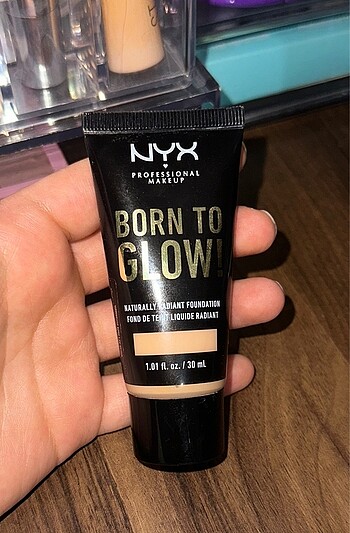 NYX
PROFESSIONAL
MAKEUP
BORN TO
GLOW!
NATURALLY RADIANT FOUNDATION
FOND DE TEINT LIQUIDE RADIANT
1.01 fl. oz. / 30 mL